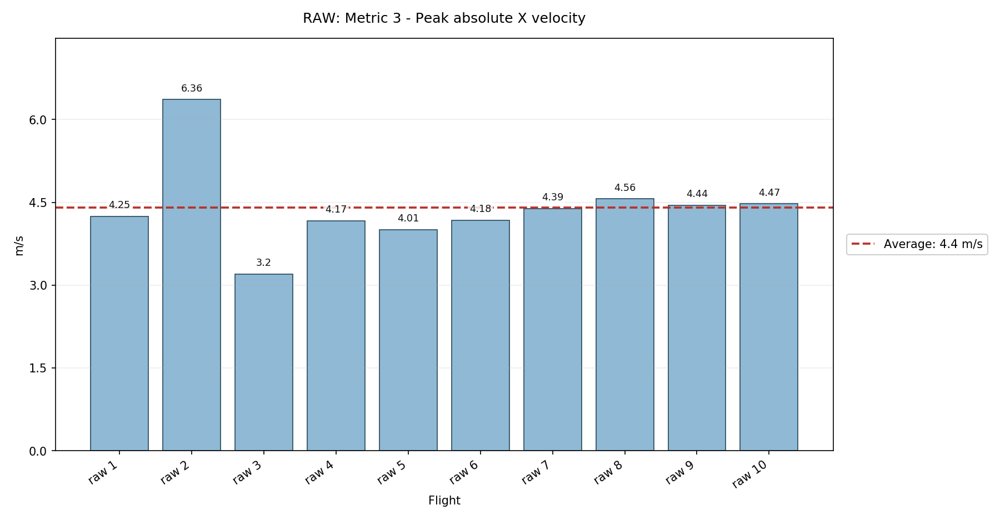 RAW: Metric 3 - Peak absolute X velocity
6.36
6.0
4.56
4.47
4.44
4.39
4.5
4.25
4.17
4.18
4.01
m/s
Average: 4.4 m/s
3.2
3.0
1.5
0.0
raw 1
raw 2
raw 3
raw 4
raw 5
raw 6
raw 7
raw 8
raw 9
raw 10
Flight